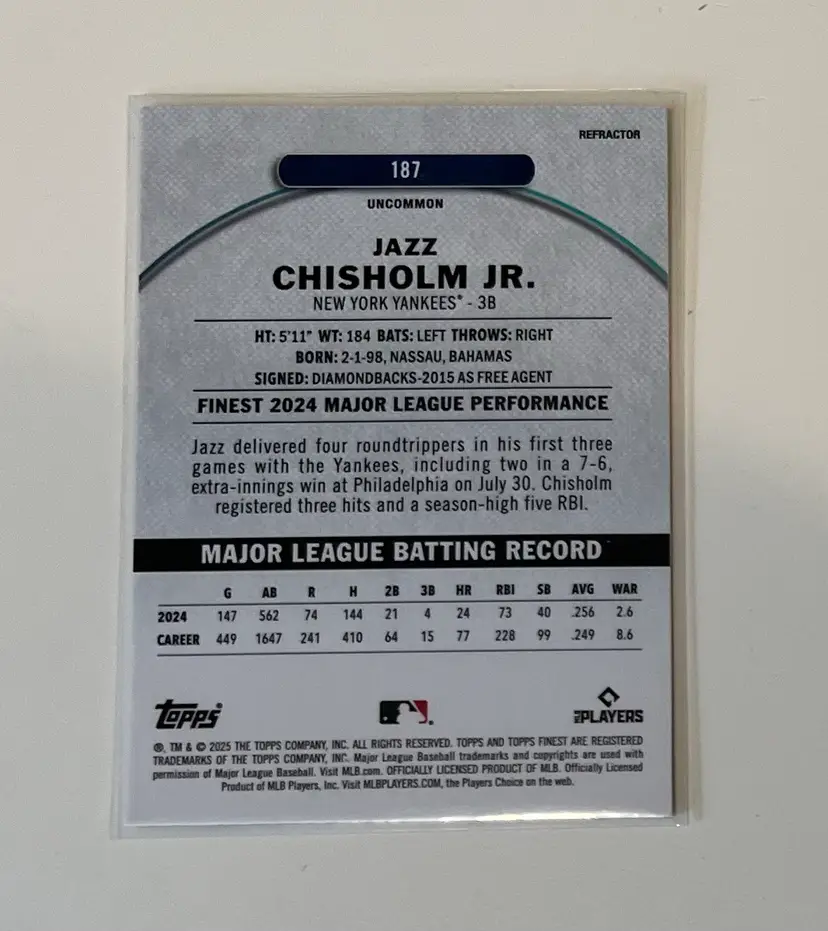 REFRACTOR
187
UNCOMMON
JAZZ
CHISHOLM JR.
NEW YORK YANKEES® - 3B
HT: 5'11" WT: 184 BATS: LEFT THROWS: RIGHT
BORN: 2-1-98, NASSAU, BAHAMAS
SIGNED: DIAMONDBACKS-2015 AS FREE AGENT
FINEST 2024 MAJOR LEAGUE PERFORMANCE
Jazz delivered four roundtrippers in his first three
games with the Yankees, including two in a 7-6,
extra-innings win at Philadelphia on July 30. Chisholm
registered three hits and a season-high five RBI.
MAJOR LEAGUE BATTING RECORD
G AB R H 2B 3B HR RBI SB AVG WAR
2024 147 562 74 144 21 4 24 73 40 .256 2.6
CAREER 449 1647 241 410 64 15 77 228 99 .249 8.6
Topps
MLB PLAYERS
®, TM & © 2025 THE TOPPS COMPANY, INC. ALL RIGHTS RESERVED. TOPPS AND TOPPS FINEST ARE REGISTERED
TRADEMARKS OF THE TOPPS COMPANY, INC. Major League Baseball trademarks and copyrights are used with
permission of Major League Baseball. Visit MLB.com. OFFICIALLY LICENSED PRODUCT OF MLB. Officially Licensed
Product of MLB Players, Inc. Visit MLBPLAYERS.COM, the Players Choice on the web.